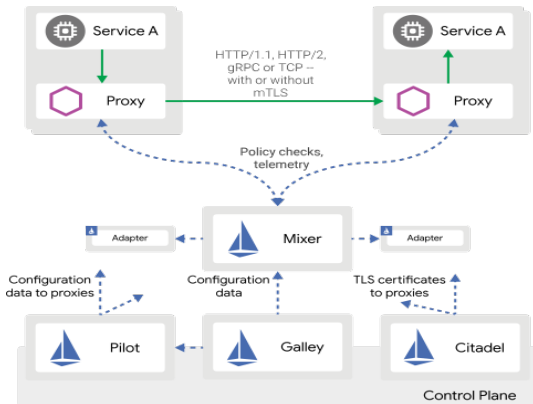 Service A
Service A
HTTP/1.1, HTTP/2,
gRPC or TCP --
with or without
mTLS
Proxy
Proxy
Policy checks,
telemetry
Mixer
Adapter
Adapter
Configuration
data to proxies
Configuration
data
TLS certificates
to proxies
Pilot
Galley
Citadel
Control Plane